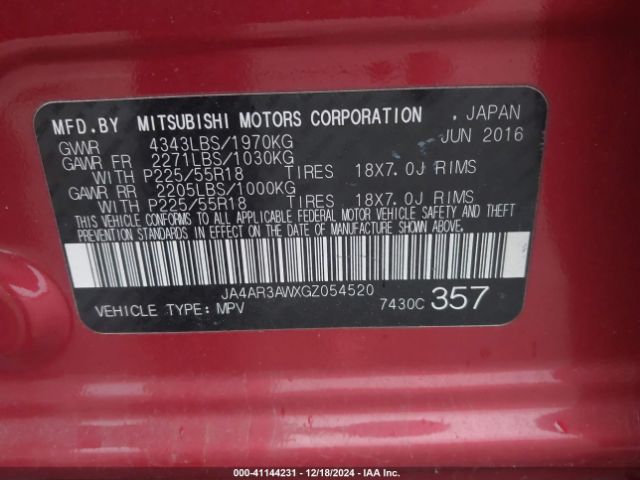 MFD.BY MITSUBISHI MOTORS CORPORATION , JAPAN
GVWR 4343LBS/1970KG JUN 2016
GAWR FR 2271LBS/1030KG
WITH P225/55R18 TIRES 18X7.0J RIMS
GAWR RR 2205LBS/1000KG
WITH P225/55R18 TIRES 18X7.0J RIMS
THIS VEHICLE CONFORMS TO ALL APPLICABLE FEDERAL MOTOR VEHICLE SAFETY AND THEFT
PREVENTION STANDARDS IN EFFECT ON THE DATE OF MANUFACTURE SHOWN ABOVE.
JA4AR3AWXGZ054520
VEHICLE TYPE: MPV 7430C 357
000-41144231 - 12/18/2024 - IAA Inc.